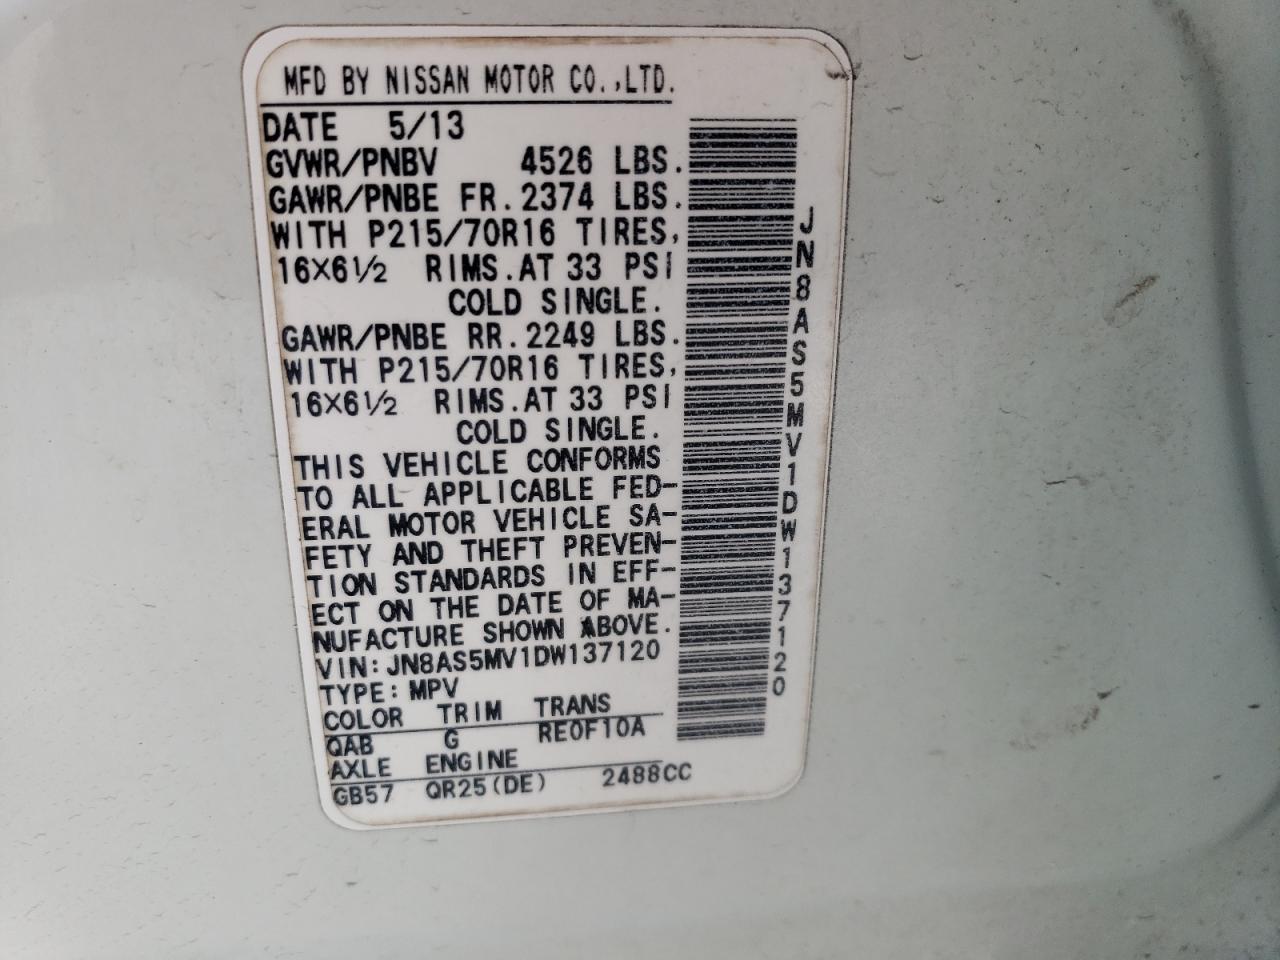 MFD BY NISSAN MOTOR CO.,LTD.
DATE 5/13
GVWR/PNBV 4526 LBS.
GAWR/PNBE FR.2374 LBS.
WITH P215/70R16 TIRES,
16×6½ RIMS.AT 33 PSI
COLD SINGLE.
GAWR/PNBE RR.2249 LBS.
WITH P215/70R16 TIRES,
16×6½ RIMS.AT 33 PSI
COLD SINGLE.
THIS VEHICLE CONFORMS
TO ALL APPLICABLE FED-
ERAL MOTOR VEHICLE SA-
FETY AND THEFT PREVEN-
TION STANDARDS IN EFF-
ECT ON THE DATE OF MA-
NUFACTURE SHOWN ABOVE.
VIN:JN8AS5MV1DW137120
TYPE:MPV
COLOR TRIM TRANS
QAB G RE0F10A
AXLE ENGINE
GB57 QR25(DE) 2488CC
JN8AS5MV1DW137120